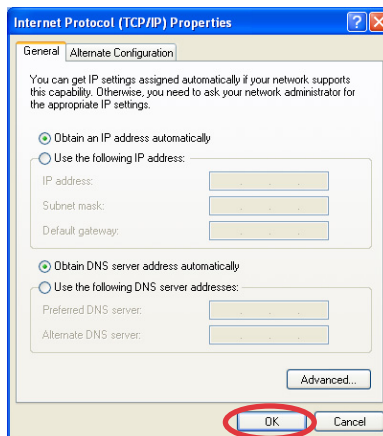 Internet Protocol (TCP/IP) Properties
General
Alternate Configuration
You can get IP settings assigned automatically if your network supports
this capability. Otherwise, you need to ask your network administrator for
the appropriate IP settings.
Obtain an IP address automatically
Use the following IP address:
IP address:
Subnet mask:
Default gateway:
Obtain DNS server address automatically
Use the following DNS server addresses:
Preferred DNS server:
Alternate DNS server:
Advanced...
OK
Cancel